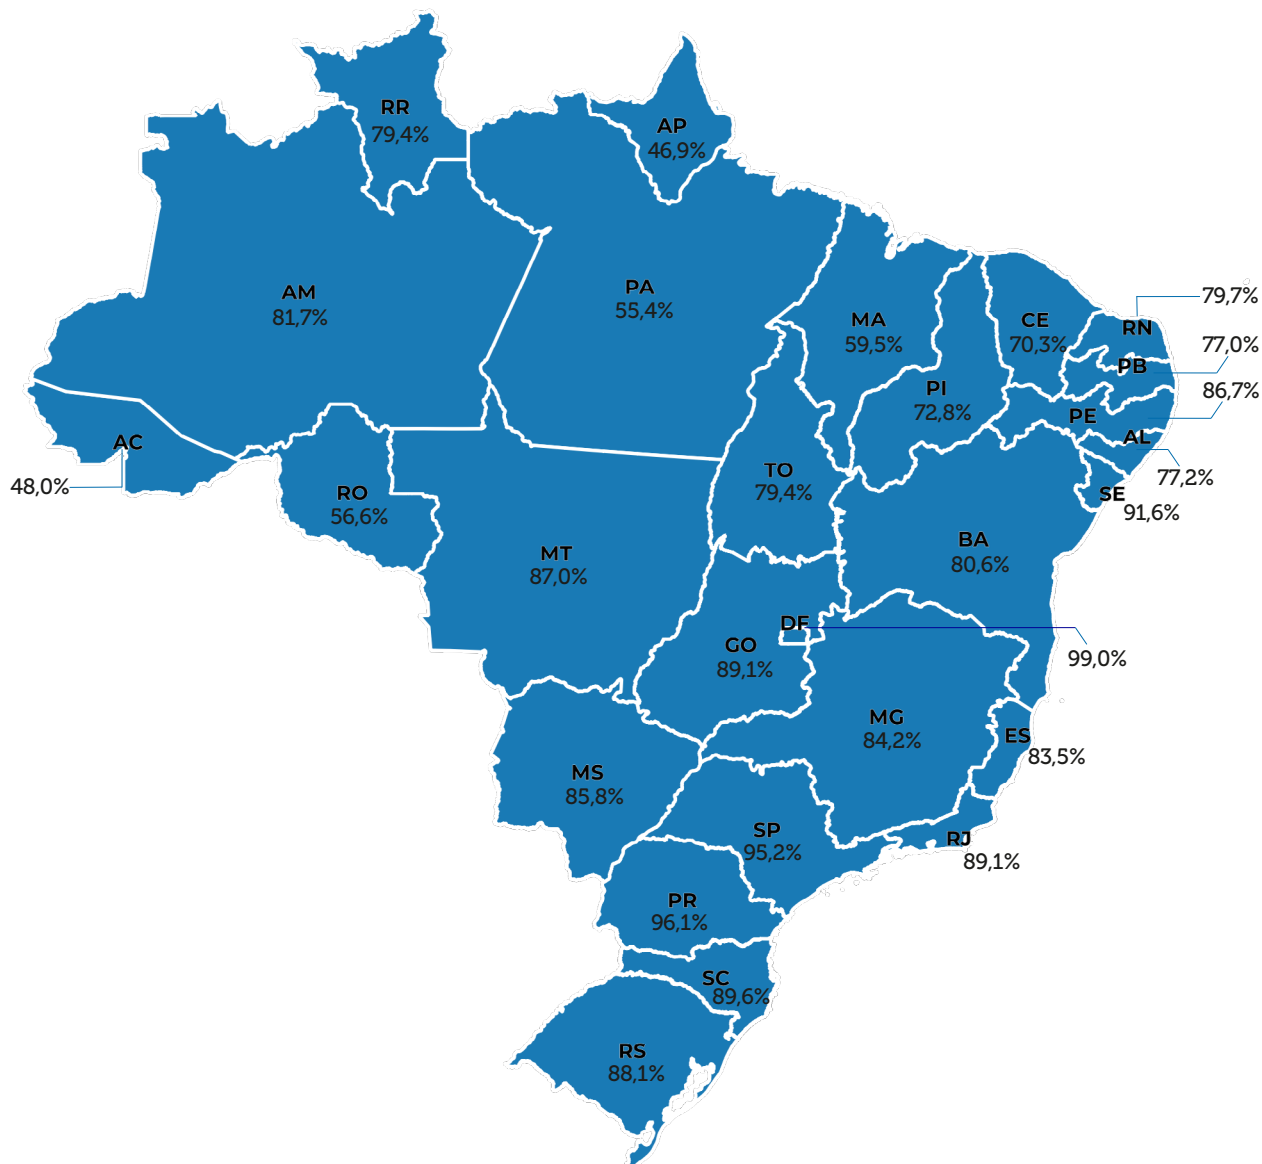 RR
79,4%
AP
46,9%
AM
81,7%
PA
55,4%
MA
59,5%
CE
70,3%
79,7%
RN
77,0%
PB
PI
72,8%
86,7%
PE
AL
77,2%
AC
48,0%
RO
56,6%
TO
79,4%
SE
91,6%
BA
80,6%
MT
87,0%
DF
99,0%
GO
89,1%
MG
84,2%
ES
83,5%
MS
85,8%
SP
95,2%
RJ
89,1%
PR
96,1%
SC
89,6%
RS
88,1%